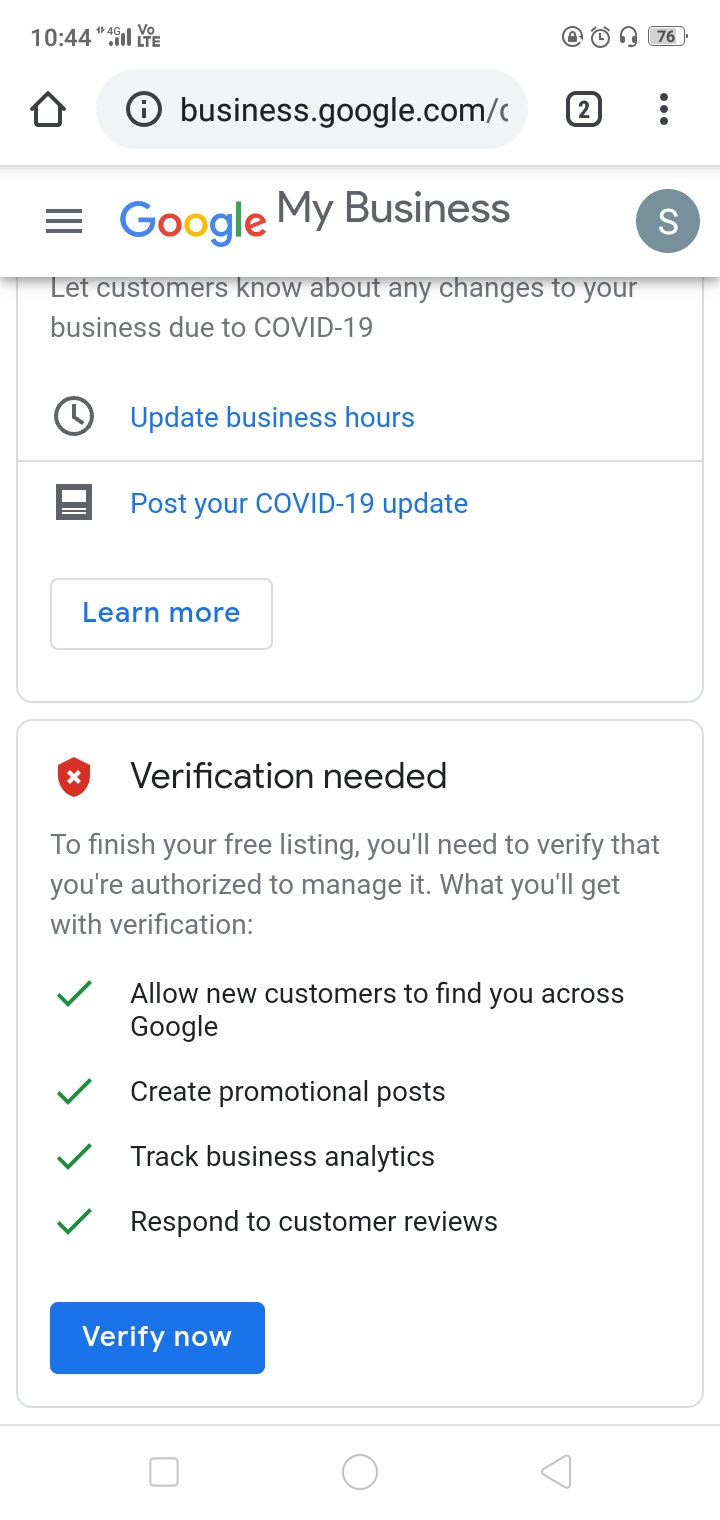 10:44 4G Vo LTE 76
business.google.com/
2
Google My Business
S
Let customers know about any changes to your
business due to COVID-19
Update business hours
Post your COVID-19 update
Learn more
Verification needed
To finish your free listing, you'll need to verify that
you're authorized to manage it. What you'll get
with verification:
Allow new customers to find you across
Google
Create promotional posts
Track business analytics
Respond to customer reviews
Verify now